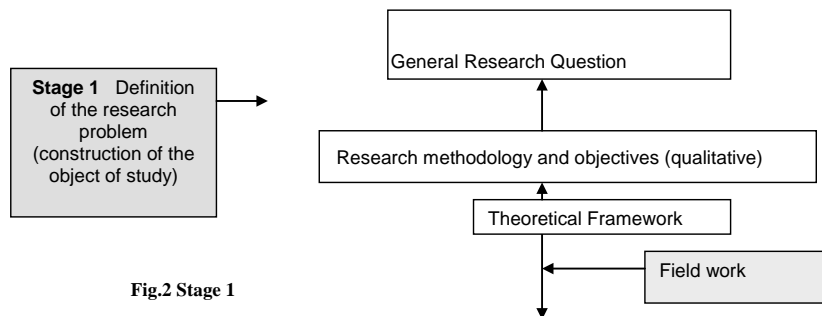 General Research Question
Stage 1 Definition
of the research
problem
(construction of the
object of study)
Research methodology and objectives (qualitative)
Theoretical Framework
Field work
Fig.2 Stage 1